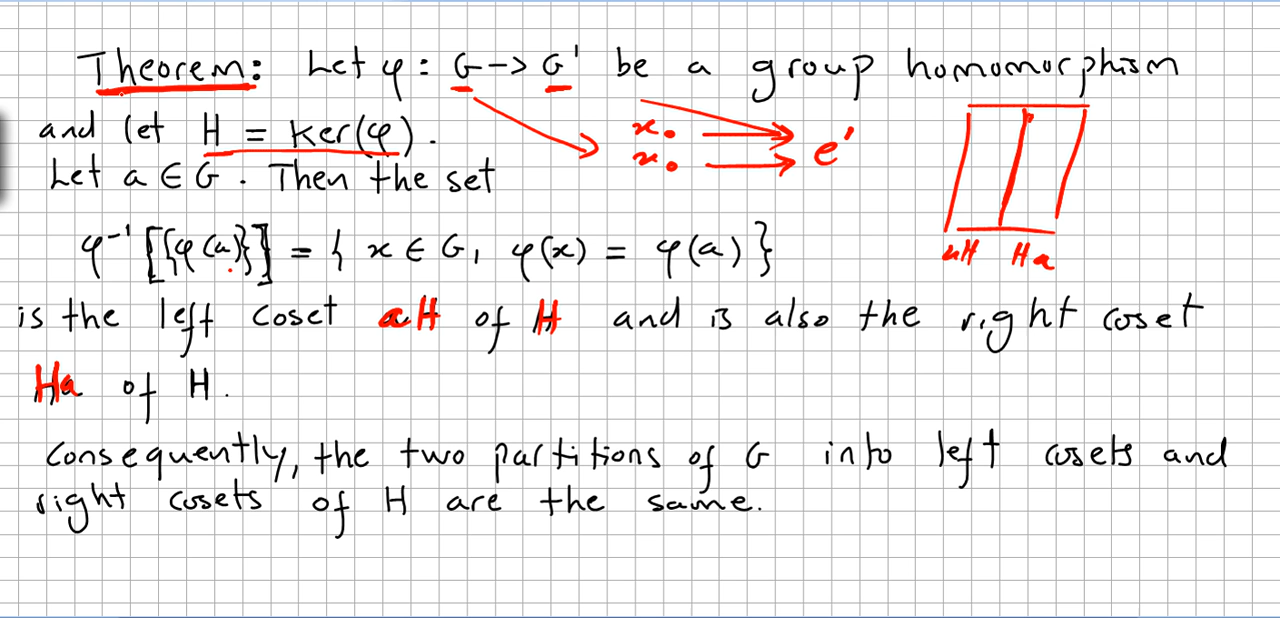 Theorem: Let φ: G -> G' be a group homomorphism
and let H = Ker(φ).
x.
x. e'
Let a ∈ G. Then the set
φ⁻¹[{φ(a)}] = { x ∈ G, φ(x) = φ(a) }
aH Ha
is the left coset aH of H and is also the right coset
Ha of H.
Consequently, the two partitions of G into left cosets and
right cosets of H are the same.